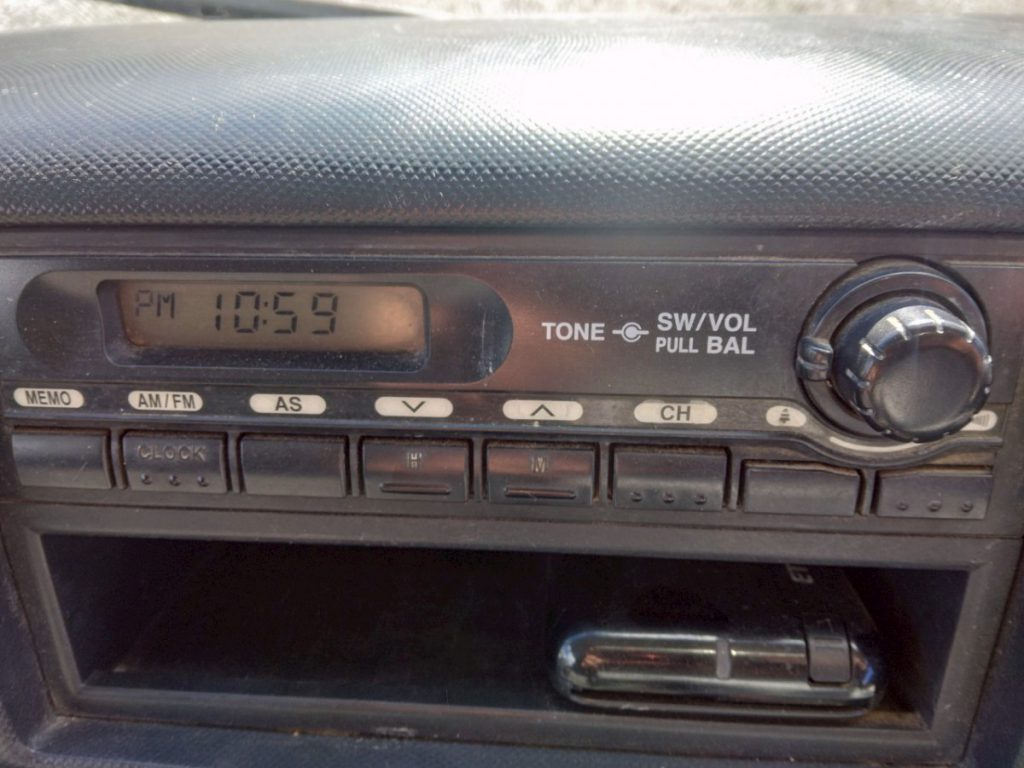 PM 10:59
TONE SW/VOL
PULL BAL
MEMO AM/FM AS CH
CLOCK H M